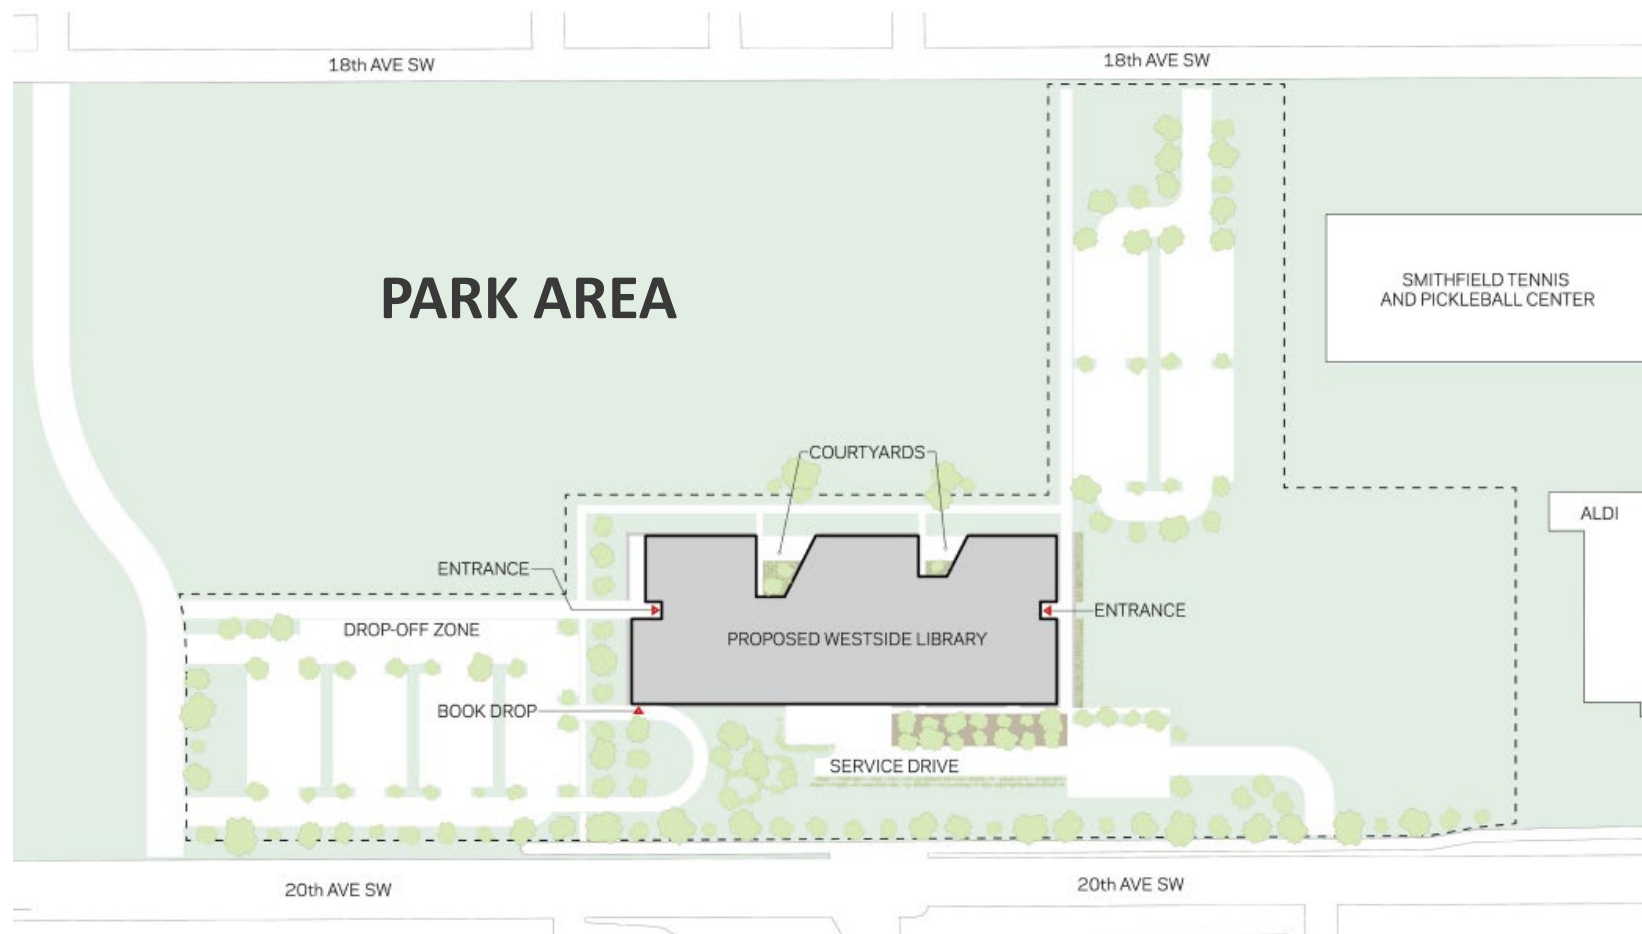 18th AVE SW
18th AVE SW
PARK AREA
SMITHFIELD TENNIS
AND PICKLEBALL CENTER
COURTYARDS
ALDI
ENTRANCE
ENTRANCE
DROP-OFF ZONE
PROPOSED WESTSIDE LIBRARY
BOOK DROP
SERVICE DRIVE
20th AVE SW
20th AVE SW